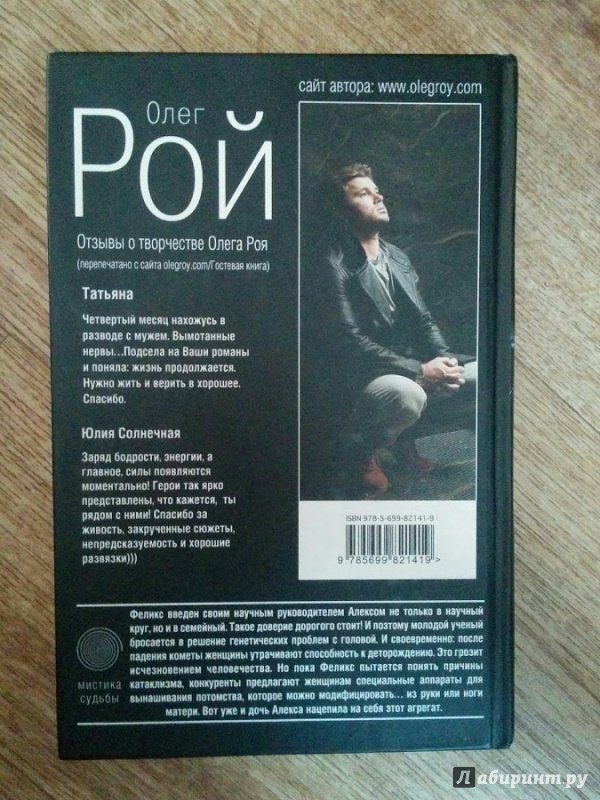 сайт автора: www.olegroy.com
Олег
Рой
Отзывы о творчестве Олега Роя
(перепечатано с сайта olegroy.com/Гостевая книга)
Татьяна
Четвертый месяц нахожусь в
разводе с мужем. Вымотанные
нервы...Подсела на Ваши романы
и поняла: жизнь продолжается.
Нужно жить и верить в хорошее.
Спасибо.
Юлия Солнечная
Заряд бодрости, энергии, а
главное, силы появляются
моментально! Герои так ярко
представлены, что кажется, ты
рядом с ними! Спасибо за
живость, закрученные сюжеты,
непредсказуемость и хорошие
развязки)))
ISBN 978-5-699-82141-9
9 785699 821419>
мистика
судьбы
Феликс введен своим научным руководителем Алексом не только в научный
круг, но и в семейный. Такое доверие дорогого стоит! И поэтому молодой ученый
бросается в решение генетических проблем с головой. И своевременно: после
падения кометы женщины утрачивают способность к деторождению. Это грозит
исчезновением человечества. Но пока Феликс пытается понять причины
катаклизма, конкуренты предлагают женщинам специальные аппараты для
вынашивания потомства, которое можно модифицировать... из руки или ноги
матери. Вот уже и дочь Алекса нацепила на себя этот агрегат.
Лабиринт.ру